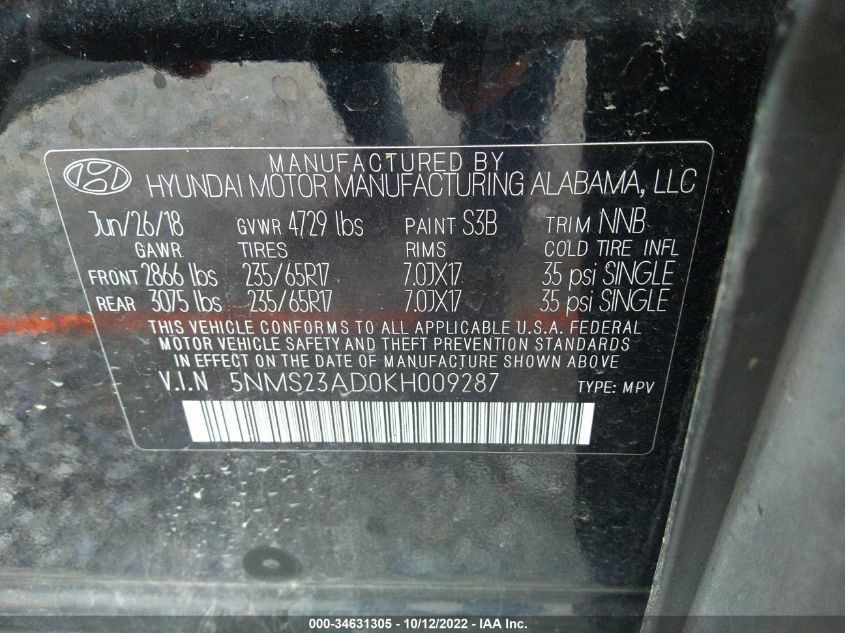 MANUFACTURED BY
HYUNDAI MOTOR MANUFACTURING ALABAMA, LLC
Jun/26/18 GVWR 4729 lbs PAINT S3B TRIM NNB
GAWR TIRES RIMS COLD TIRE INFL
FRONT 2866 lbs 235/65R17 7.0JX17 35 psi SINGLE
REAR 3075 lbs 235/65R17 7.0JX17 35 psi SINGLE
THIS VEHICLE CONFORMS TO ALL APPLICABLE U.S.A. FEDERAL
MOTOR VEHICLE SAFETY AND THEFT PREVENTION STANDARDS
IN EFFECT ON THE DATE OF MANUFACTURE SHOWN ABOVE
V.I.N 5NMS23AD0KH009287 TYPE: MPV
000-34631305 - 10/12/2022 - IAA Inc.